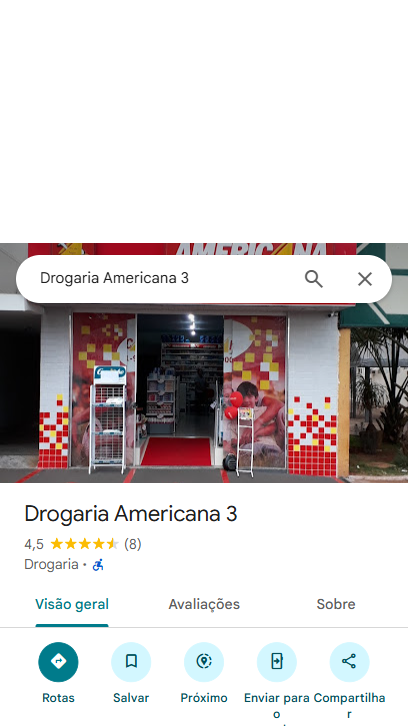 AMERICANA
Drogaria Americana 3
Drogaria Americana 3
4,5 (8)
Drogaria ·
Visão geral Avaliações Sobre
Rotas Salvar Próximo Enviar para o Compartilhar